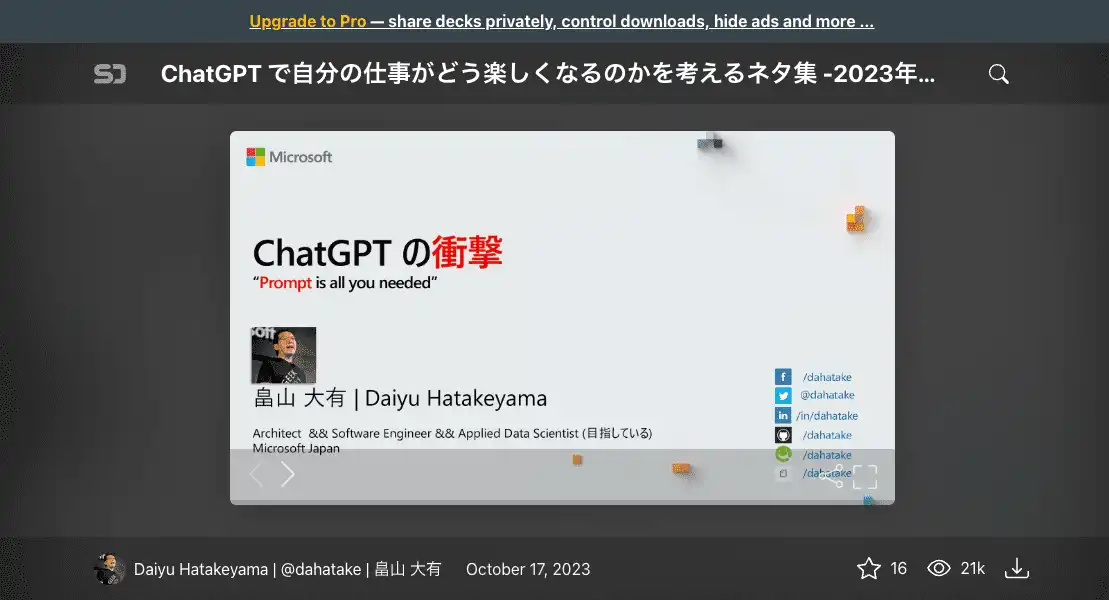 Upgrade to Pro — share decks privately, control downloads, hide ads and more ...
SD
ChatGPT で自分の仕事がどう楽しくなるのかを考えるネタ集 -2023年…
Microsoft
ChatGPT の衝撃
“Prompt is all you needed”
soft
畠山 大有 | Daiyu Hatakeyama
Architect && Software Engineer && Applied Data Scientist (目指している)
Microsoft Japan
/dahatake
@dahatake
/in/dahatake
/dahatake
/dahatake
/dahatake
Daiyu Hatakeyama | @dahatake | 畠山 大有
October 17, 2023
16
21k